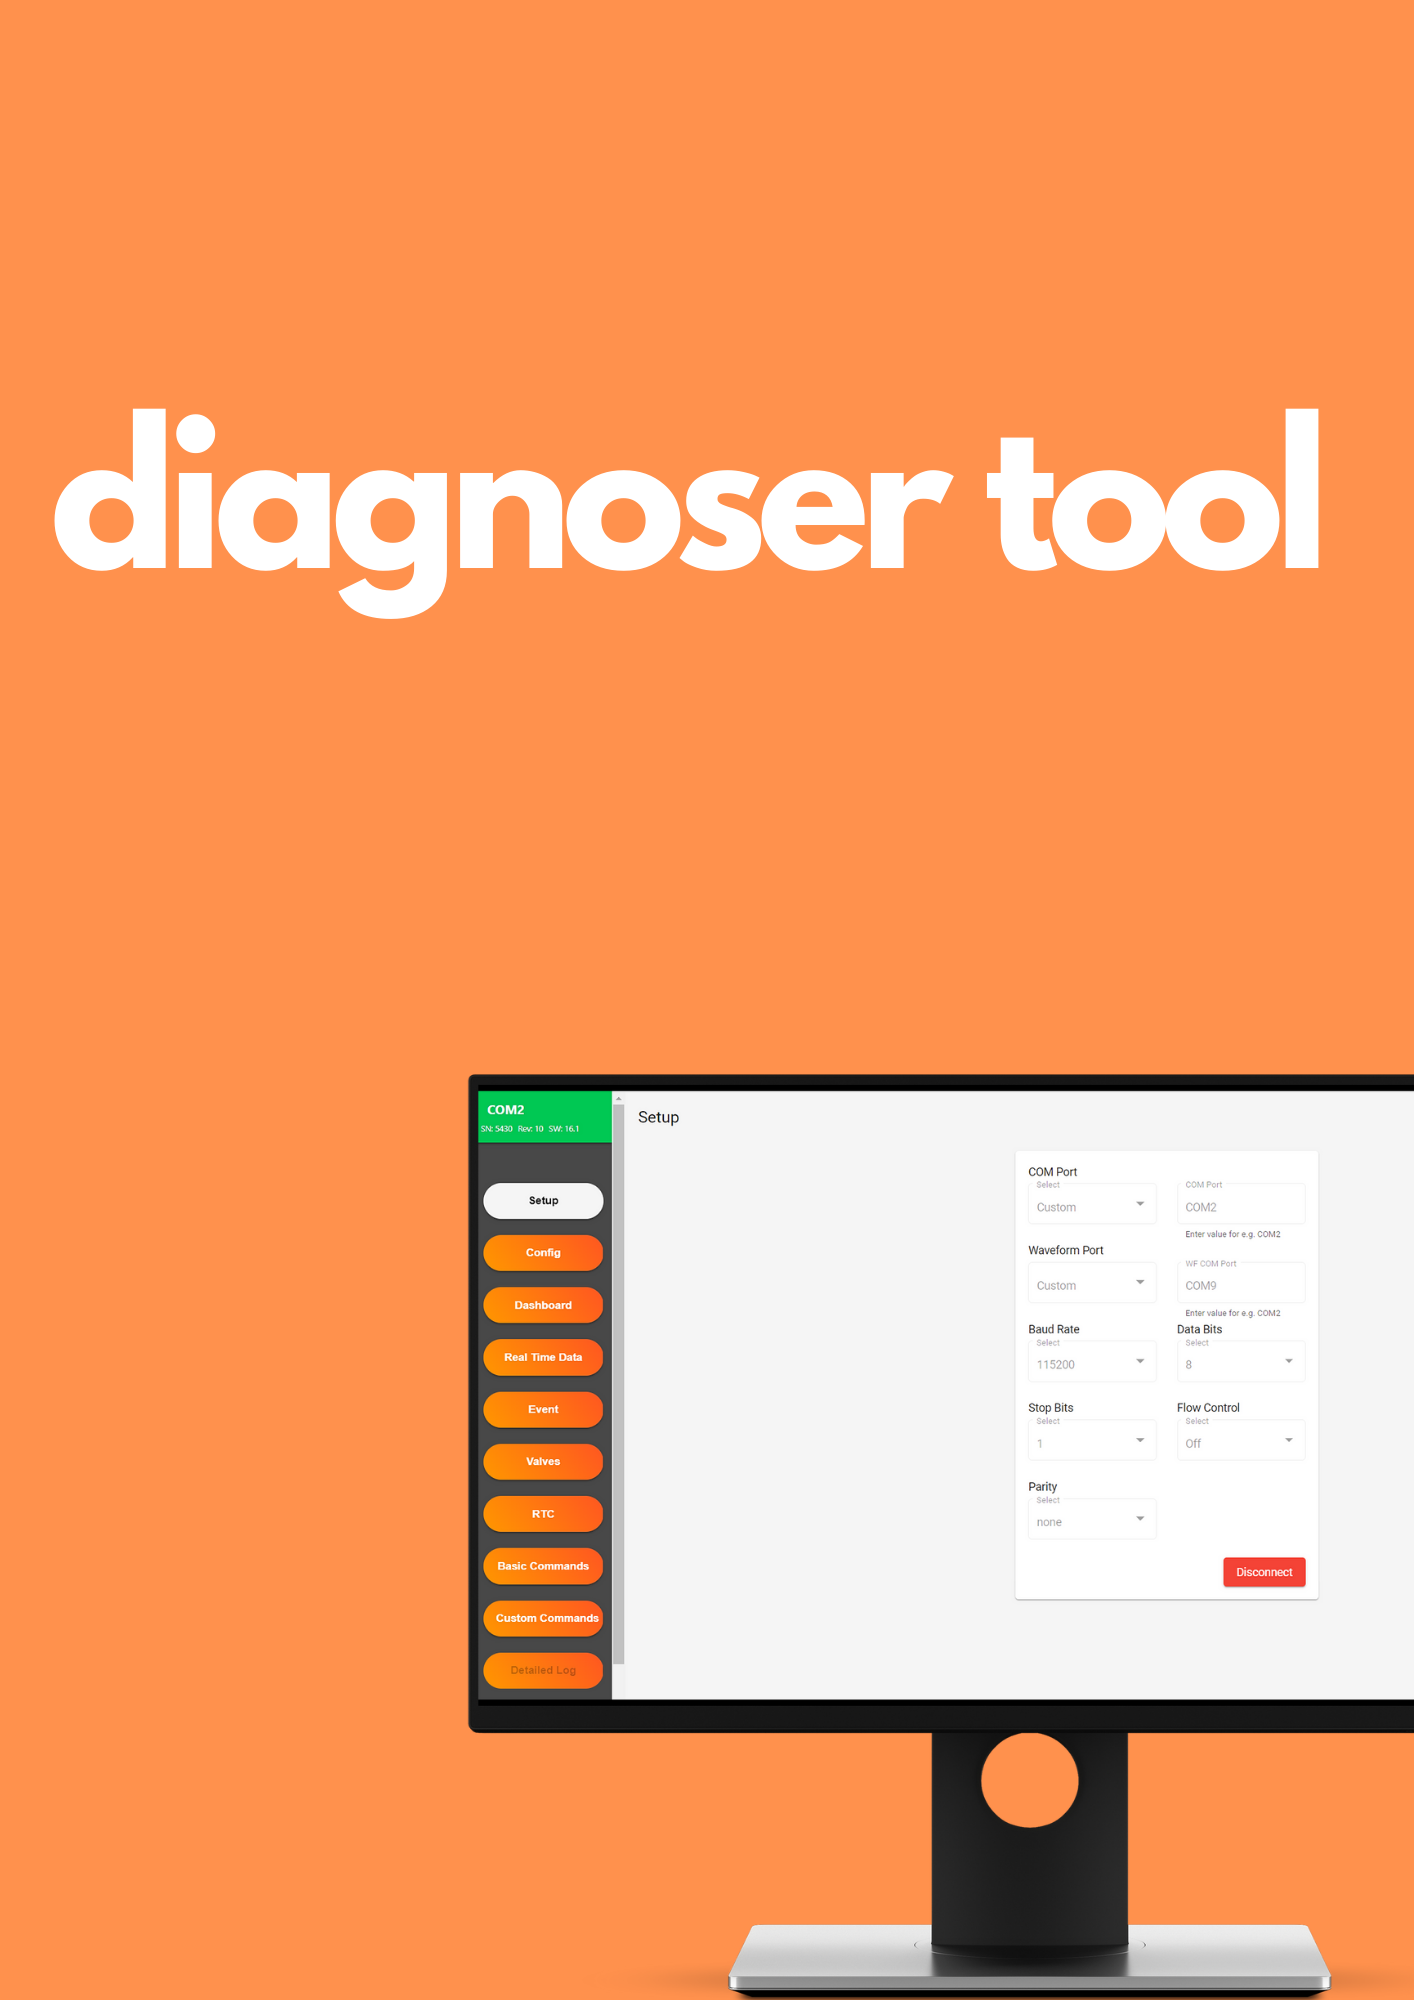 diagnoser tool
COM2
SN: 5430 Rev: 10 SW: 16.1
Setup
Config
Dashboard
Real Time Data
Event
Valves
RTC
Basic Commands
Custom Commands
Detailed Log
Setup
COM Port
Select
Custom
COM Port
COM2
Enter value for e.g. COM2
Waveform Port
Custom
WF COM Port
COM9
Enter value for e.g. COM2
Baud Rate
Select
115200
Data Bits
Select
8
Stop Bits
Select
1
Flow Control
Select
Off
Parity
Select
none
Disconnect